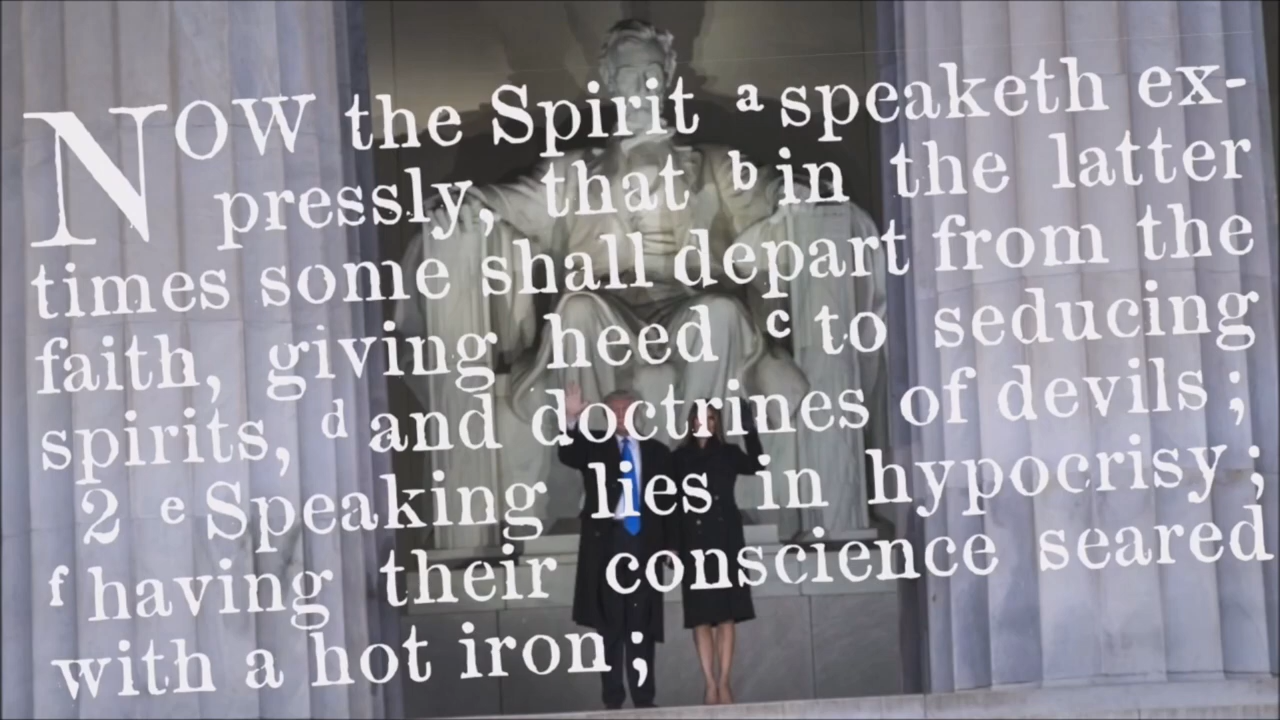 NOW the Spirit a speaketh ex-
pressly, that b in the latter
times some shall depart from the
faith, giving heed c to seducing
spirits, d and doctrines of devils ;
2 e Speaking lies in hypocrisy ;
f having their conscience seared
with a hot iron ;